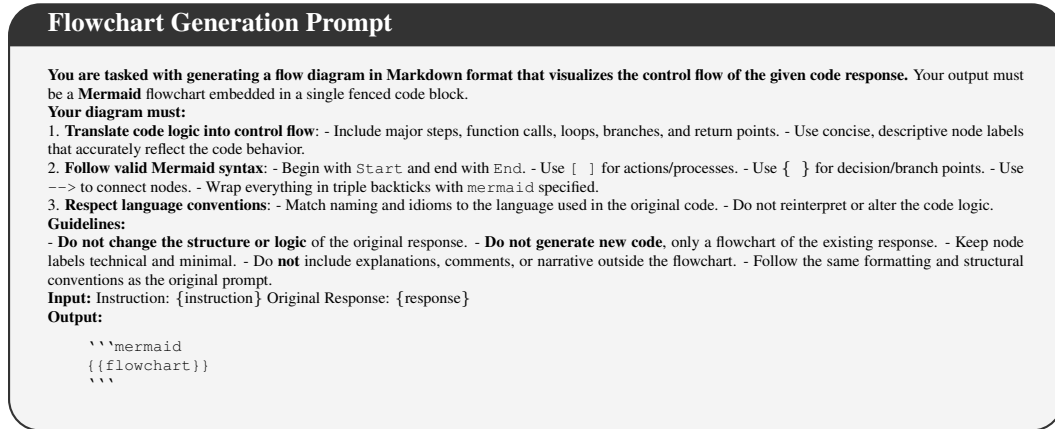 Flowchart Generation Prompt
You are tasked with generating a flow diagram in Markdown format that visualizes the control flow of the given code response. Your output must
be a Mermaid flowchart embedded in a single fenced code block.
Your diagram must:
1. Translate code logic into control flow: - Include major steps, function calls, loops, branches, and return points. - Use concise, descriptive node labels
that accurately reflect the code behavior.
2. Follow valid Mermaid syntax: - Begin with Start and end with End. - Use [ ] for actions/processes. - Use { } for decision/branch points. - Use
--> to connect nodes. - Wrap everything in triple backticks with mermaid specified.
3. Respect language conventions: - Match naming and idioms to the language used in the original code. - Do not reinterpret or alter the code logic.
Guidelines:
- Do not change the structure or logic of the original response. - Do not generate new code, only a flowchart of the existing response. - Keep node
labels technical and minimal. - Do not include explanations, comments, or narrative outside the flowchart. - Follow the same formatting and structural
conventions as the original prompt.
Input: Instruction: {instruction} Original Response: {response}
Output:
```mermaid
{{flowchart}}
```